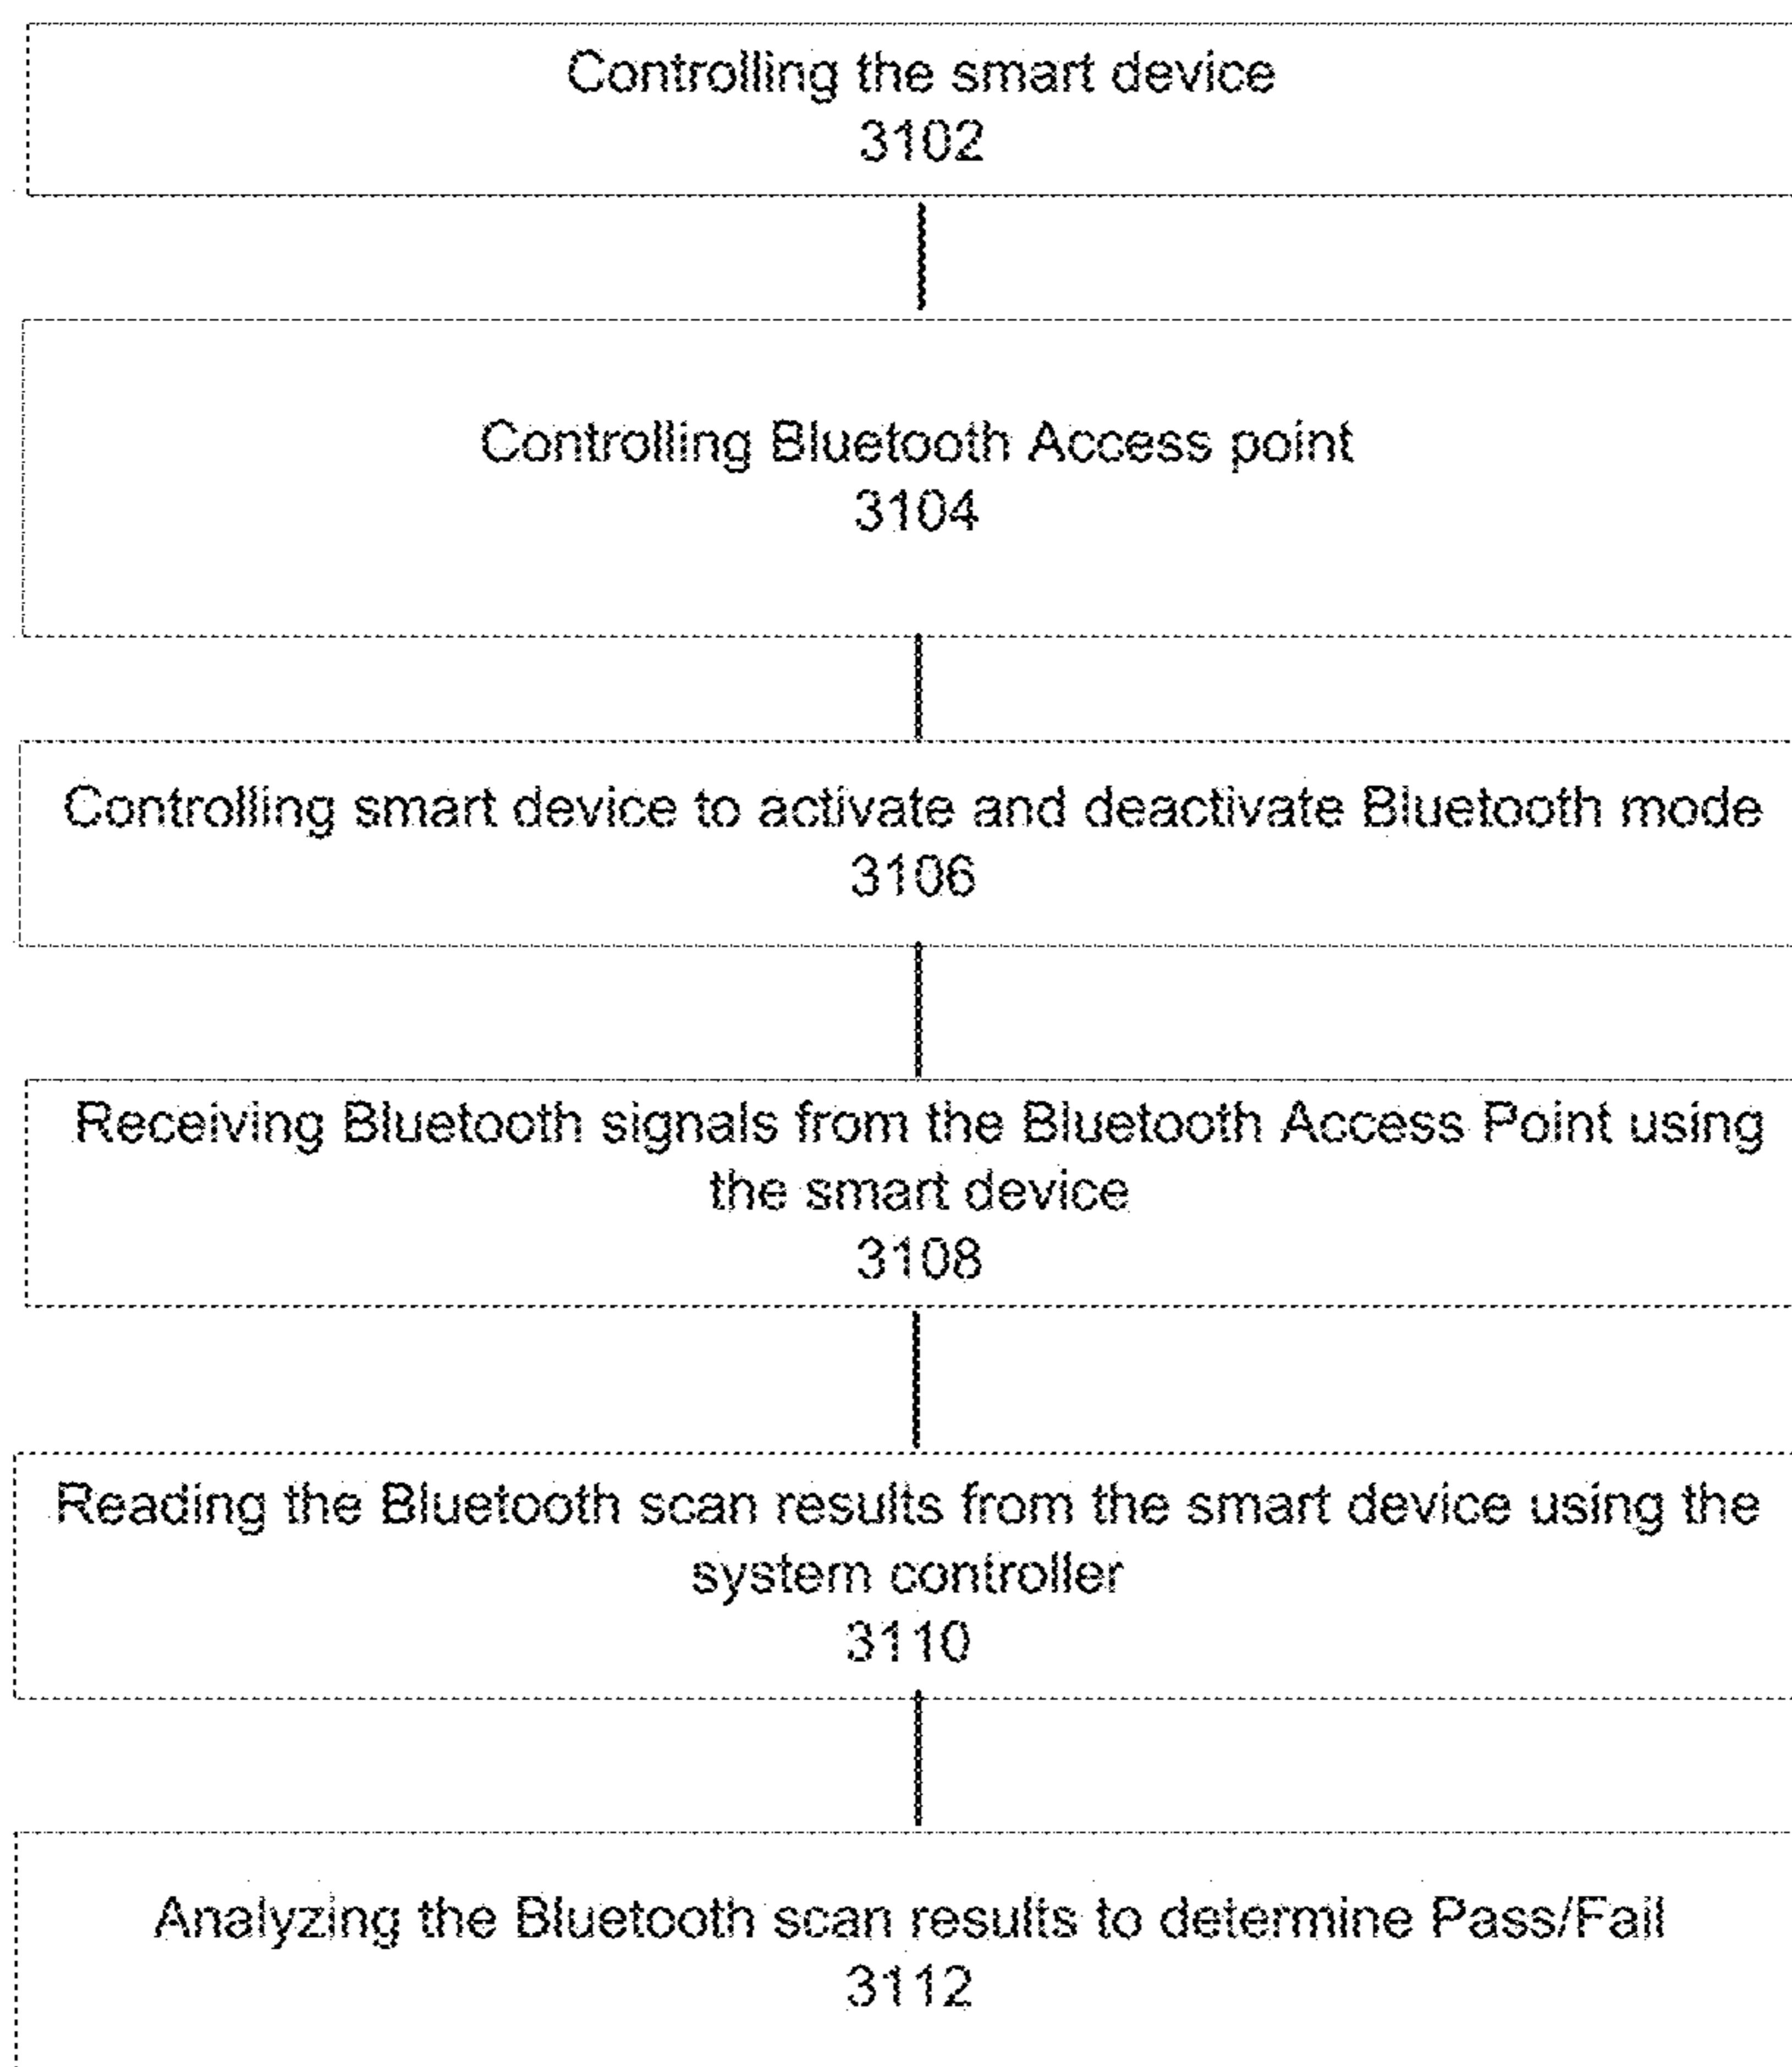 Controlling the smart device
3102
Controlling Bluetooth Access point
3104
Controlling smart device to activate and deactivate Bluetooth mode
3106
Receiving Bluetooth signals from the Bluetooth Access Point using
the smart device
3108
Reading the Bluetooth scan results from the smart device using the
system controller
3110
Analyzing the Bluetooth scan results to determine Pass/Fail
3112